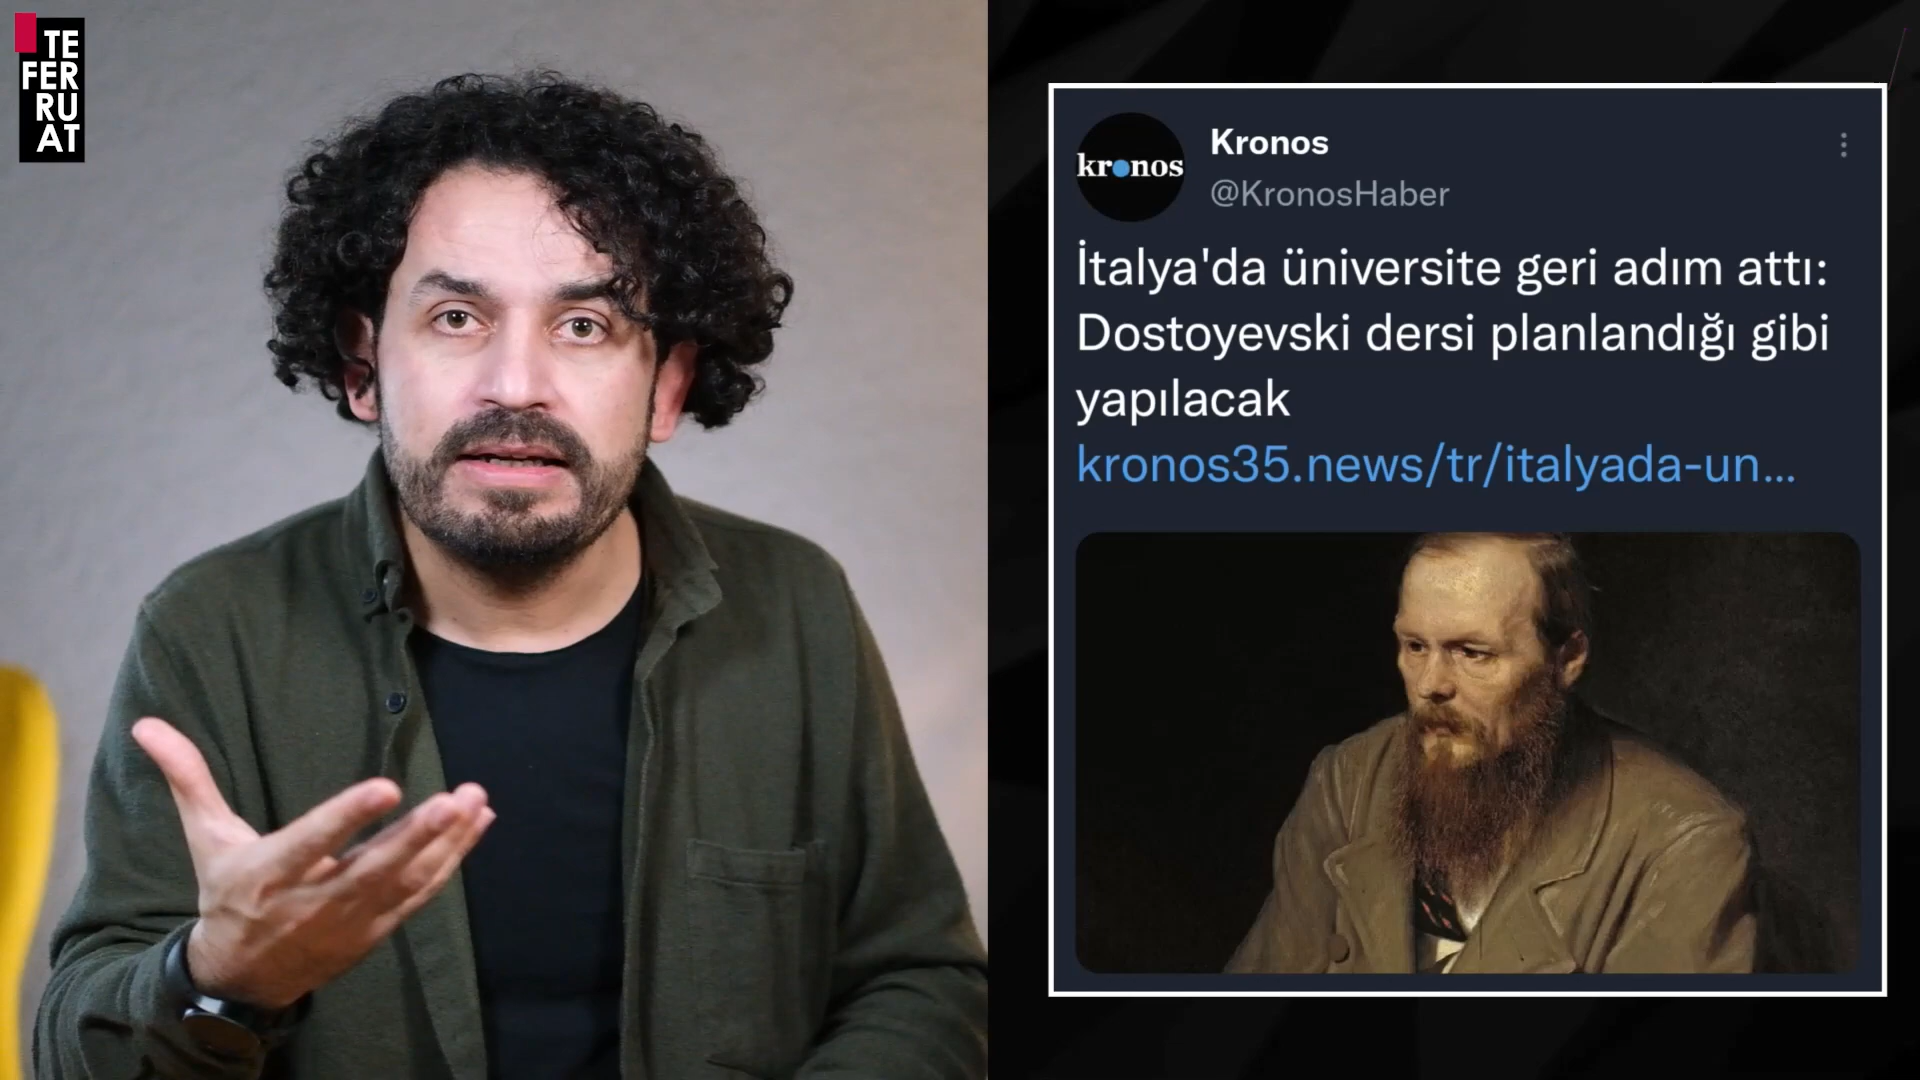 TE
FER
RU
AT
kronos
Kronos
@KronosHaber
İtalya'da üniversite geri adım attı:
Dostoyevski dersi planlandığı gibi
yapılacak
kronos35.news/tr/italyada-un...